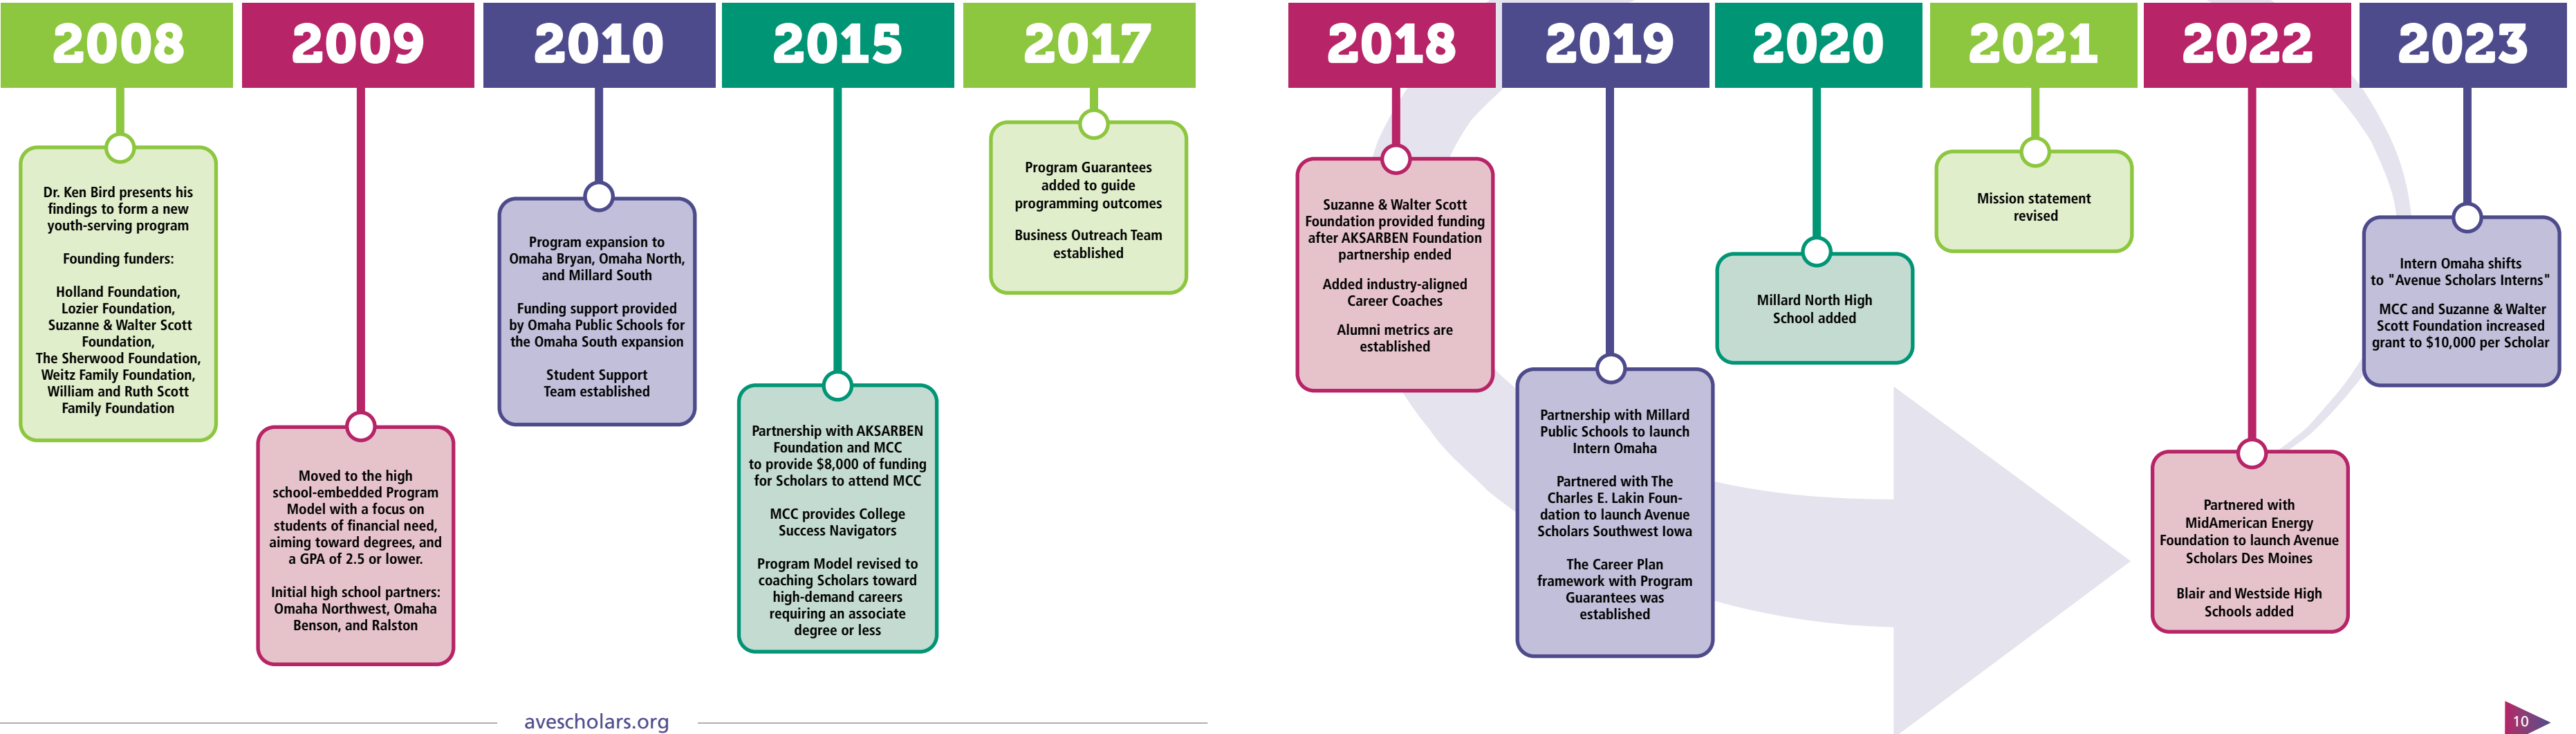 2008
Dr. Ken Bird presents his
findings to form a new
youth-serving program
Founding funders:
Holland Foundation,
Lozier Foundation,
Suzanne & Walter Scott
Foundation,
The Sherwood Foundation,
Weitz Family Foundation,
William and Ruth Scott
Family Foundation
2009
Moved to the high
school-embedded Program
Model with a focus on
students of financial need,
aiming toward degrees, and
a GPA of 2.5 or lower.
Initial high school partners:
Omaha Northwest, Omaha
Benson, and Ralston
2010
Program expansion to
Omaha Bryan, Omaha North,
and Millard South
Funding support provided
by Omaha Public Schools for
the Omaha South expansion
Student Support
Team established
2015
Partnership with AKSARBEN
Foundation and MCC
to provide $8,000 of funding
for Scholars to attend MCC
MCC provides College
Success Navigators
Program Model revised to
coaching Scholars toward
high-demand careers
requiring an associate
degree or less
2017
Program Guarantees
added to guide
programming outcomes
Business Outreach Team
established
2018
Suzanne & Walter Scott
Foundation provided funding
after AKSARBEN Foundation
partnership ended
Added industry-aligned
Career Coaches
Alumni metrics are
established
2019
Partnership with Millard
Public Schools to launch
Intern Omaha
Partnered with The
Charles E. Lakin Foun-
dation to launch Avenue
Scholars Southwest Iowa
The Career Plan
framework with Program
Guarantees was
established
2020
Millard North High
School added
2021
Mission statement
revised
2022
Partnered with
MidAmerican Energy
Foundation to launch Avenue
Scholars Des Moines
Blair and Westside High
Schools added
2023
Intern Omaha shifts
to "Avenue Scholars Interns"
MCC and Suzanne & Walter
Scott Foundation increased
grant to $10,000 per Scholar
avescholars.org
10